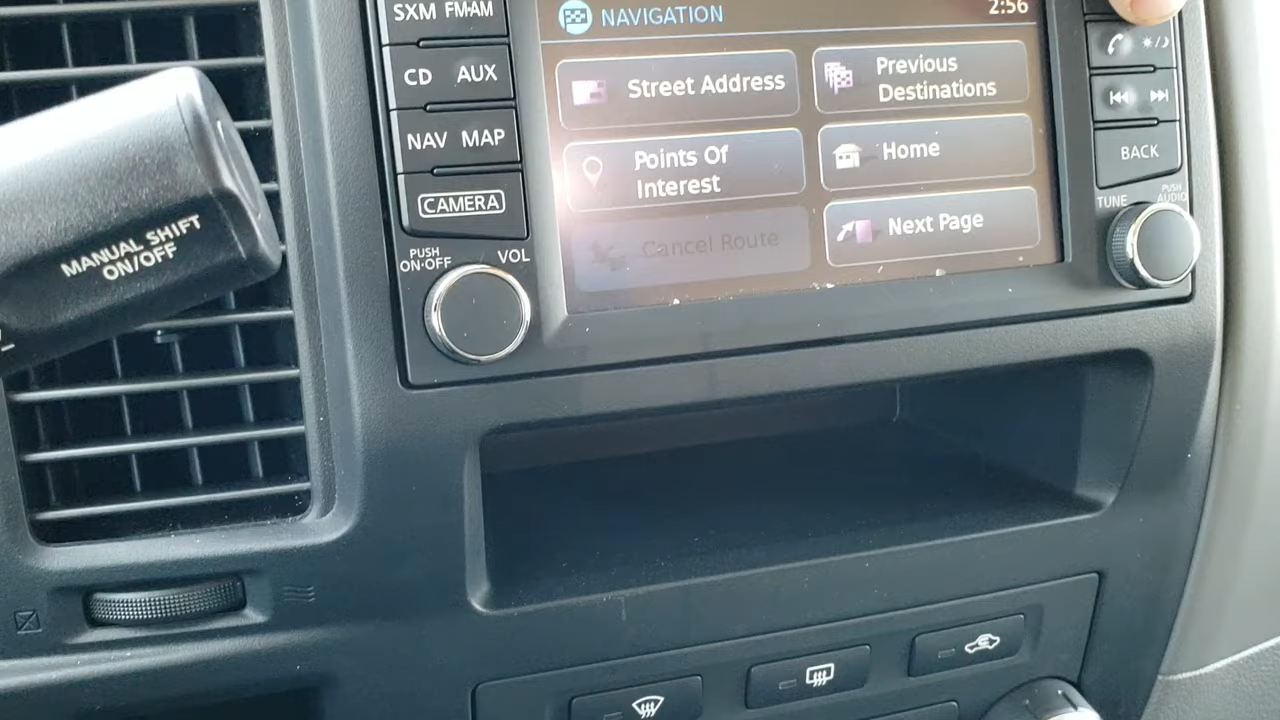 SXM FM·AM
NAVIGATION
2:56
CD AUX
Street Address
Previous
Destinations
NAV MAP
Points Of
Interest
Home
BACK
CAMERA
Cancel Route
Next Page
TUNE
PUSH
AUDIO
PUSH
ON·OFF
VOL
MANUAL SHIFT
ON/OFF